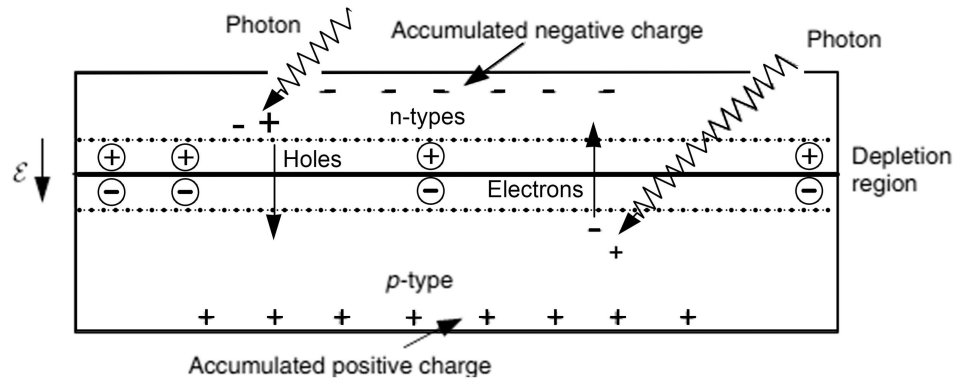 Photon
Accumulated negative charge
Photon
- - - - - -
n-types
- +
+ + + +
Holes
Depletion
region
ℰ
- - - -
Electrons
-
+
p-type
+ + + + + + + +
Accumulated positive charge